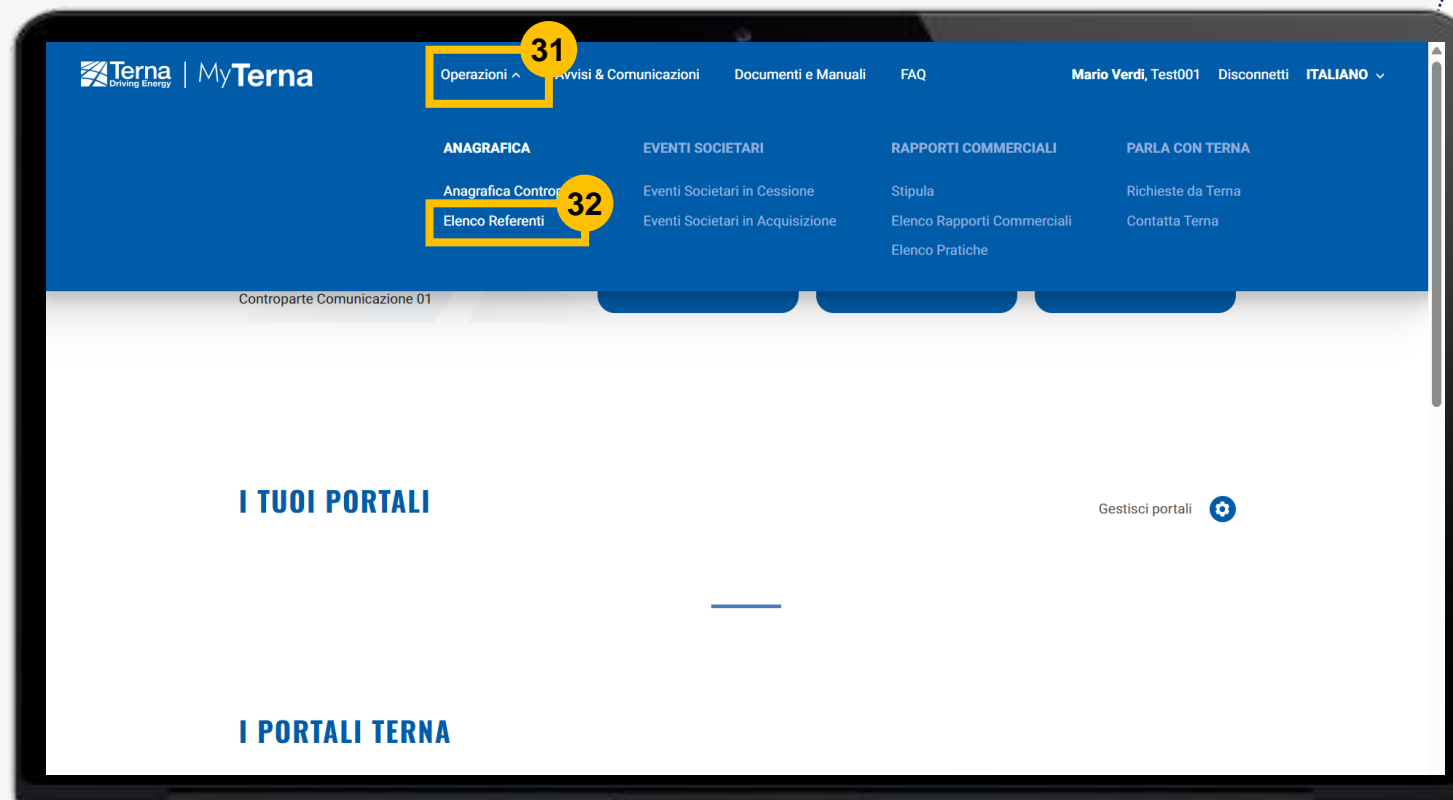 31
Terna
Driving Energy
MyTerna
Operazioni
Avvisi & Comunicazioni
Documenti e Manuali
FAQ
Mario Verdi, Test001
Disconnetti
ITALIANO
ANAGRAFICA
EVENTI SOCIETARI
RAPPORTI COMMERCIALI
PARLA CON TERNA
Anagrafica
32
Eventi Societari in Cessione
Stipula
Richieste da Terna
Elenco Referenti
Eventi Societari in Acquisizione
Elenco Rapporti Commerciali
Contatta Terna
Elenco Pratiche
Controparte Comunicazione 01
I TUOI PORTALI
Gestisci portali
I PORTALI TERNA